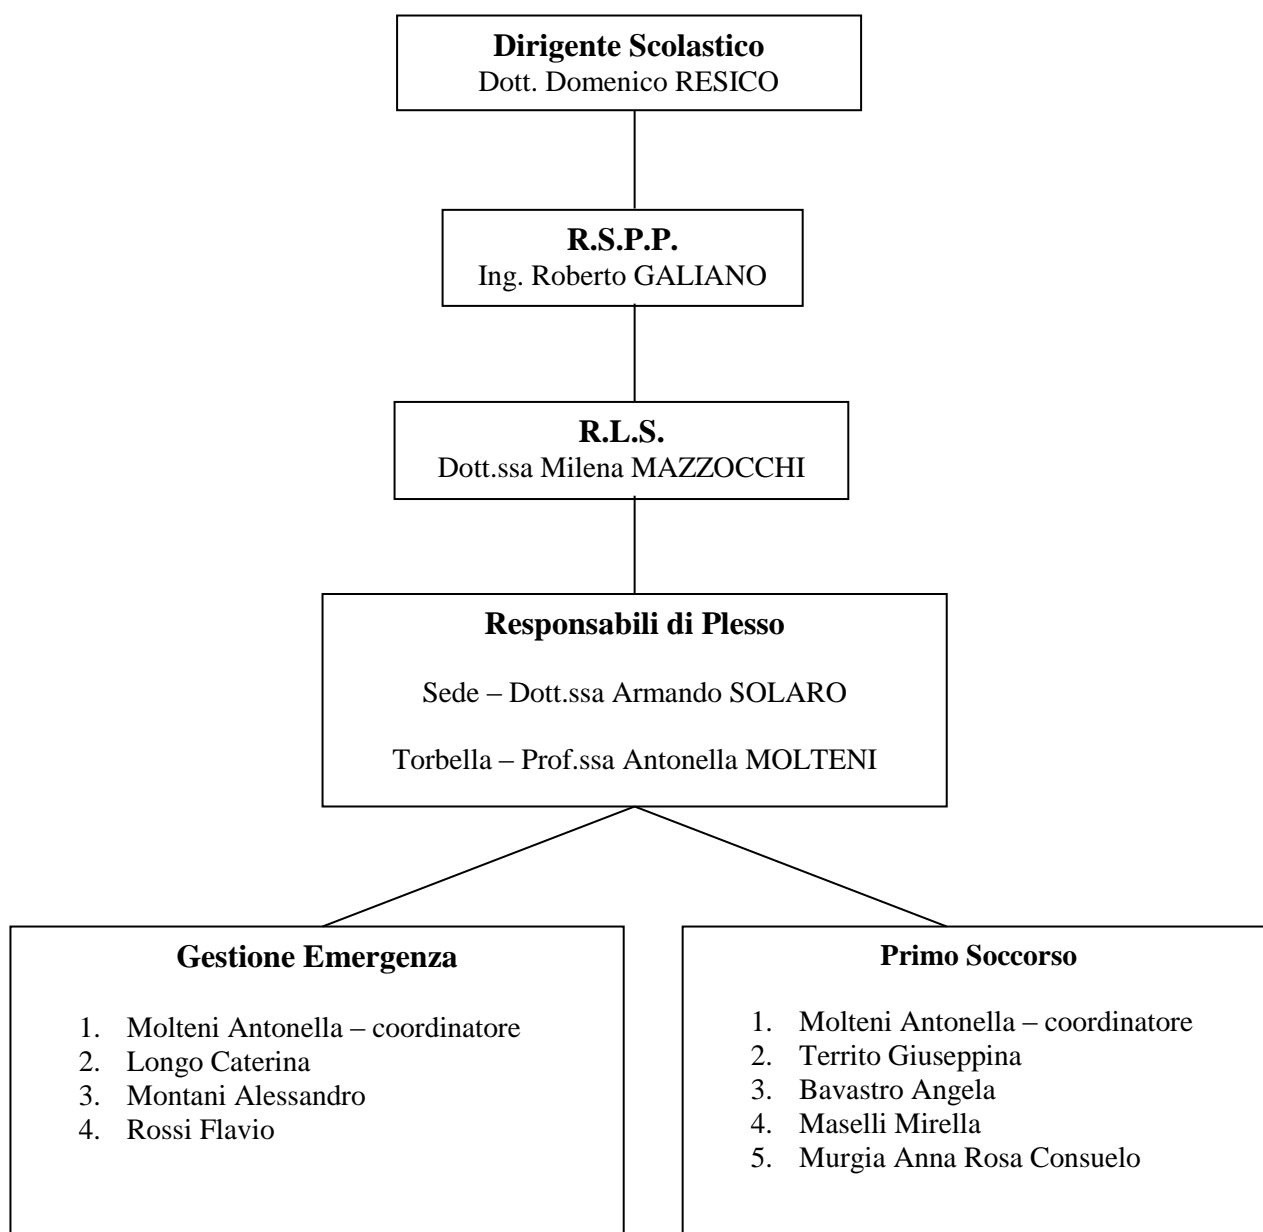 Dirigente Scolastico
Dott. Domenico RESICO
R.S.P.P.
Ing. Roberto GALIANO
R.L.S.
Dott.ssa Milena MAZZOCCHI
Responsabili di Plesso
Sede – Dott.ssa Armando SOLARO
Torbella – Prof.ssa Antonella MOLTENI
Gestione Emergenza
1. Molteni Antonella – coordinatore
2. Longo Caterina
3. Montani Alessandro
4. Rossi Flavio
Primo Soccorso
1. Molteni Antonella – coordinatore
2. Territo Giuseppina
3. Bavastro Angela
4. Maselli Mirella
5. Murgia Anna Rosa Consuelo